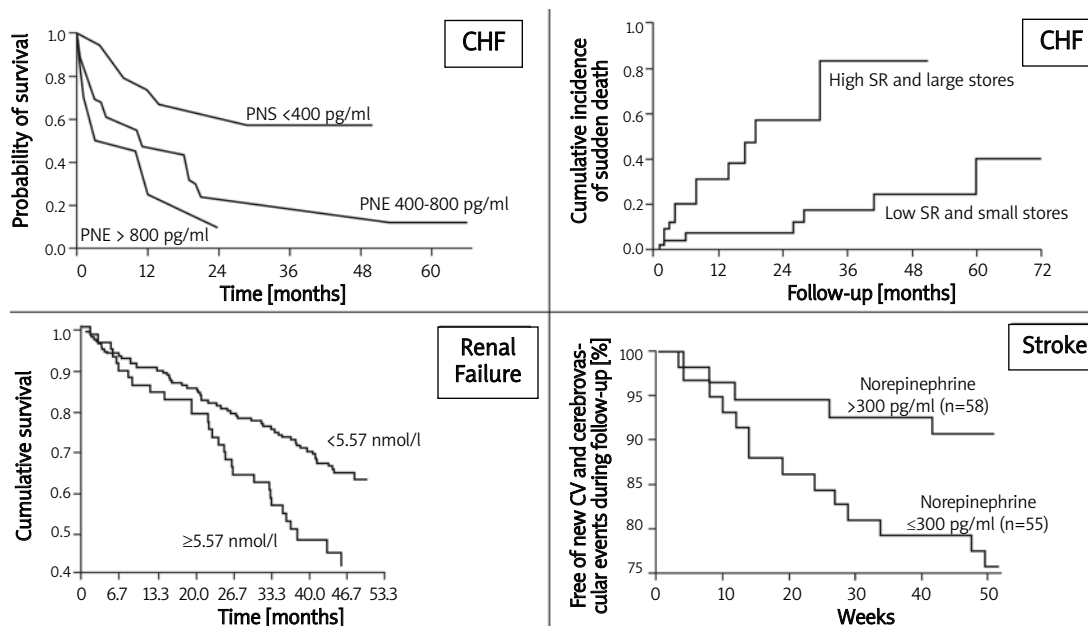 CHF
Probability of survival
1.0
0.8
0.6
0.4
0.2
0.0
PNS <400 pg/ml
PNE 400-800 pg/ml
PNE > 800 pg/ml
0 12 24 36 48 60
Time [months]
CHF
Cumulative incidence
of sudden death
1.0
0.8
0.4
0.2
0.0
High SR and large stores
Low SR and small stores
0 12 24 36 48 60 72
Follow-up [months]
Renal
Failure
Cumulative survival
1.0
0.9
0.8
0.7
0.6
0.5
0.4
<5.57 nmol/l
≥5.57 nmol/l
0 6.7 13.3 20.0 26.7 33.3 40.0 46.7 53.3
Time [months]
Stroke
Free of new CV and cerebrovas-
cular events during follow-up [%]
100
95
90
85
80
75
Norepinephrine
>300 pg/ml (n=58)
Norepinephrine
≤300 pg/ml (n=55)
0 10 20 30 40 50
Weeks